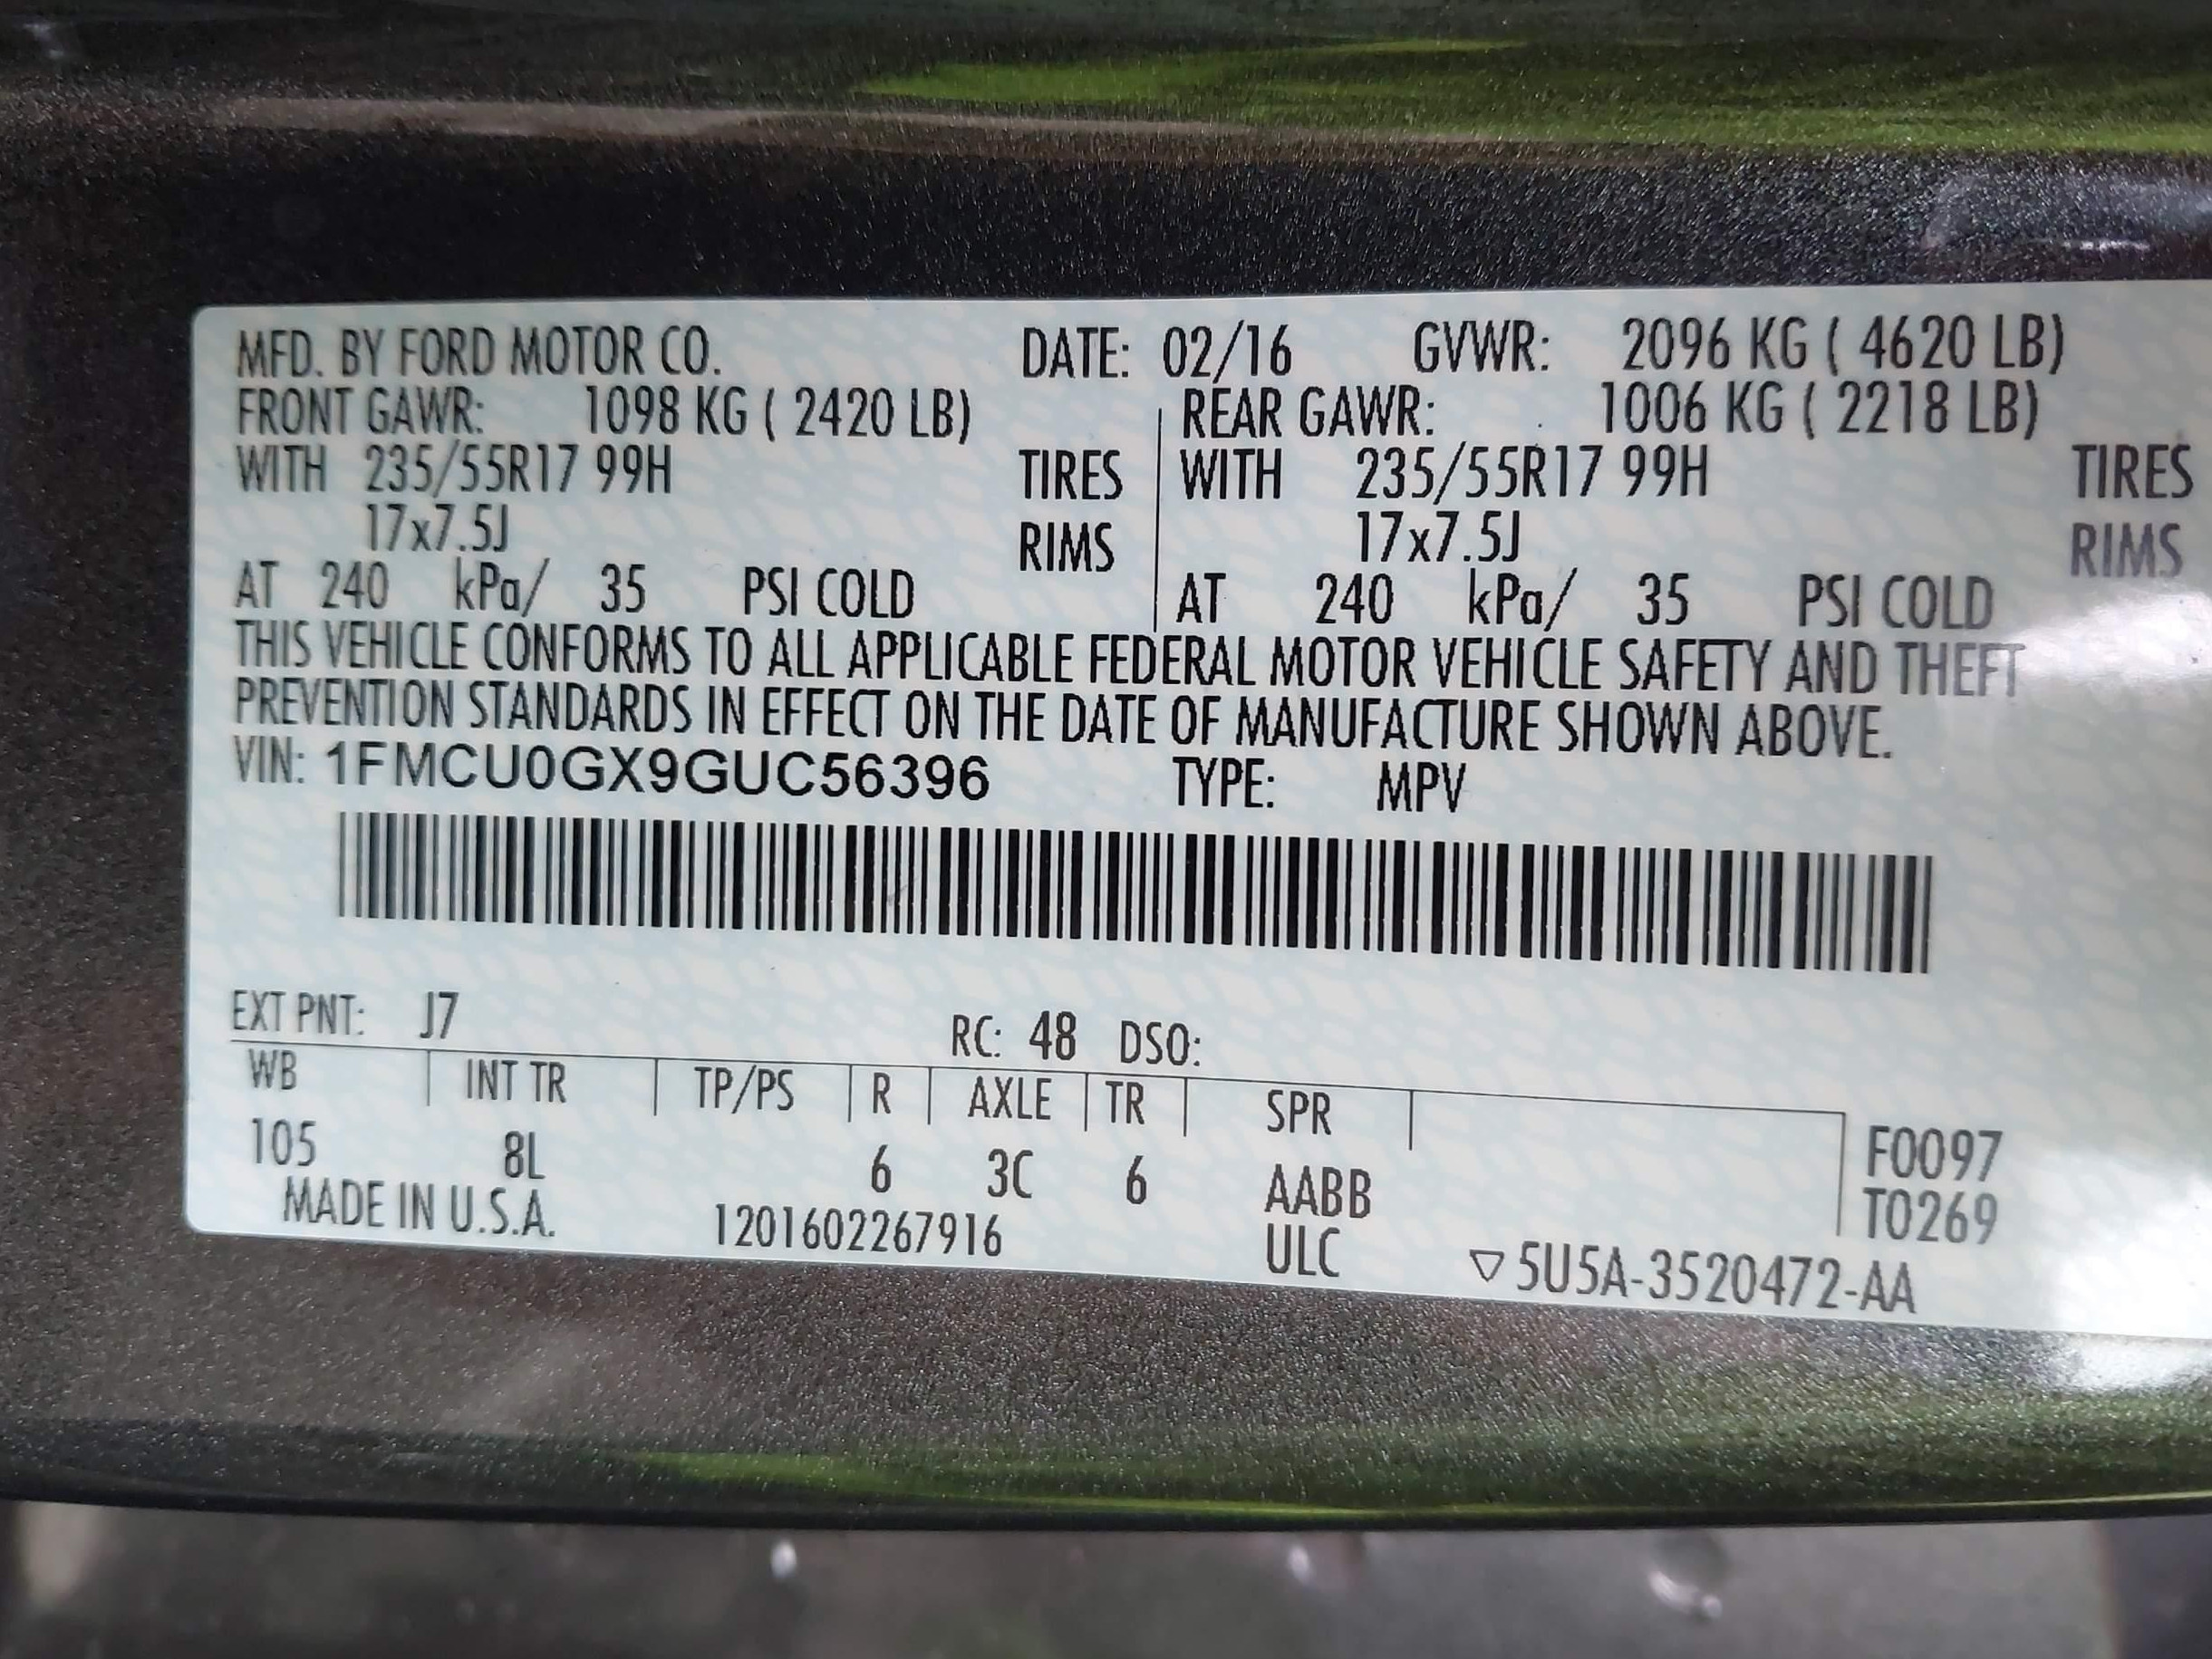 MFD. BY FORD MOTOR CO. DATE: 02/16 GVWR: 2096 KG ( 4620 LB)
FRONT GAWR: 1098 KG ( 2420 LB) REAR GAWR: 1006 KG ( 2218 LB)
WITH 235/55R17 99H TIRES WITH 235/55R17 99H TIRES
17x7.5J RIMS 17x7.5J RIMS
AT 240 kPa/ 35 PSI COLD AT 240 kPa/ 35 PSI COLD
THIS VEHICLE CONFORMS TO ALL APPLICABLE FEDERAL MOTOR VEHICLE SAFETY AND THEFT
PREVENTION STANDARDS IN EFFECT ON THE DATE OF MANUFACTURE SHOWN ABOVE.
VIN: 1FMCU0GX9GUC56396 TYPE: MPV
EXT PNT: J7 RC: 48 DSO:
WB INT TR TP/PS R AXLE TR SPR
105 8L 6 3C 6 AABB F0097
MADE IN U.S.A. 1201602267916 ULC T0269
▽5U5A-3520472-AA